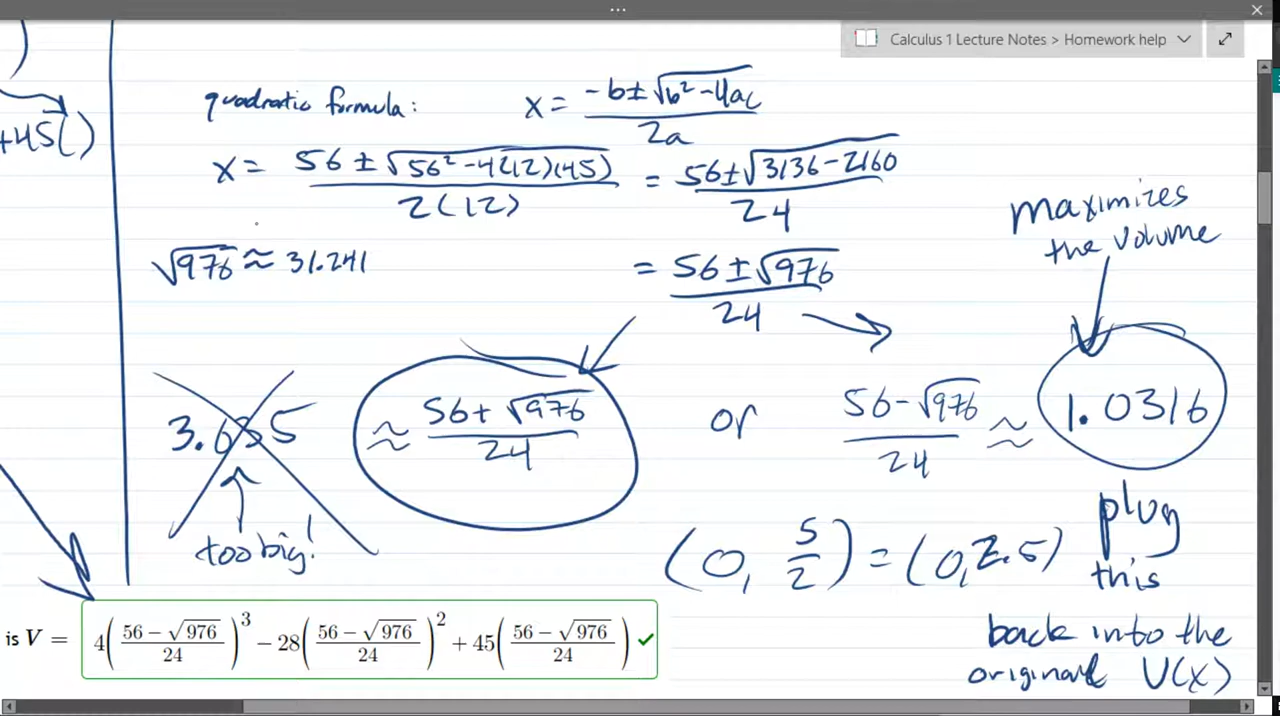 Calculus 1 Lecture Notes > Homework help
+45( )
quadratic formula: x = (-b ± √(b² - 4ac)) / 2a
x = (56 ± √(56² - 4(12)(45))) / 2(12) = (56 ± √(3136 - 2160)) / 24
maximizes
the volume
√976 ≈ 31.241
= (56 ± √976) / 24
3.635 ≈ (56 + √976) / 24 or (56 - √976) / 24 ≈ 1.0316
too big!
(0, 5/2) = (0, 2.5)
plug
this
back into the
original V(x)
is V = 4((56 - √976)/24)³ - 28((56 - √976)/24)² + 45((56 - √976)/24) ✓